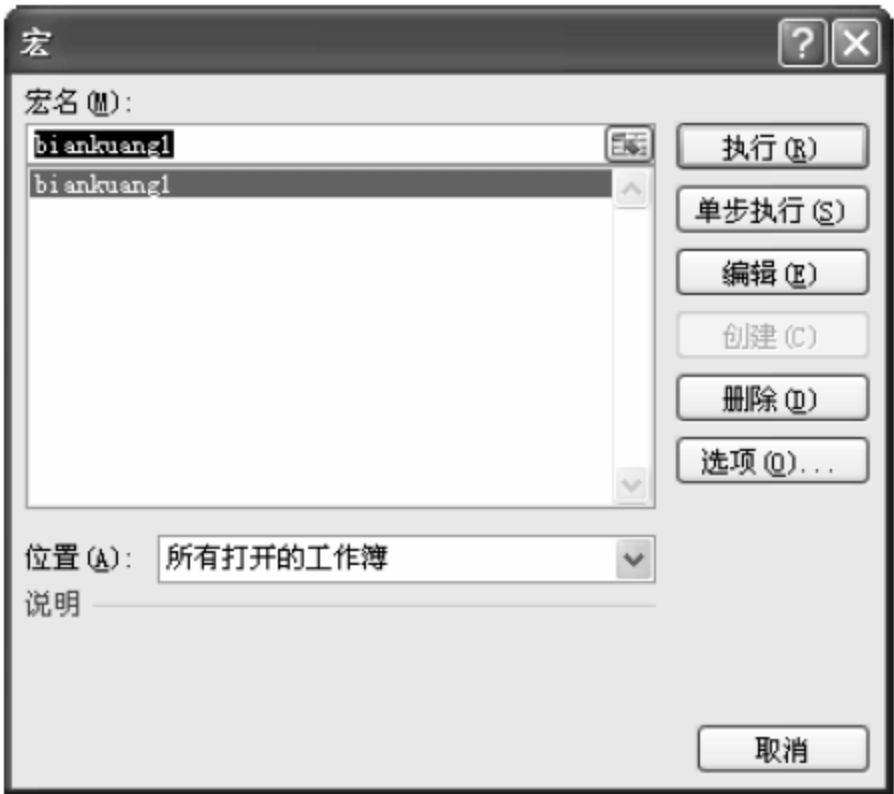 宏
宏名(M):
biankuang1
biankuang1
执行(R)
单步执行(S)
编辑(E)
创建(C)
删除(D)
选项(O)...
位置(A): 所有打开的工作簿
说明
取消